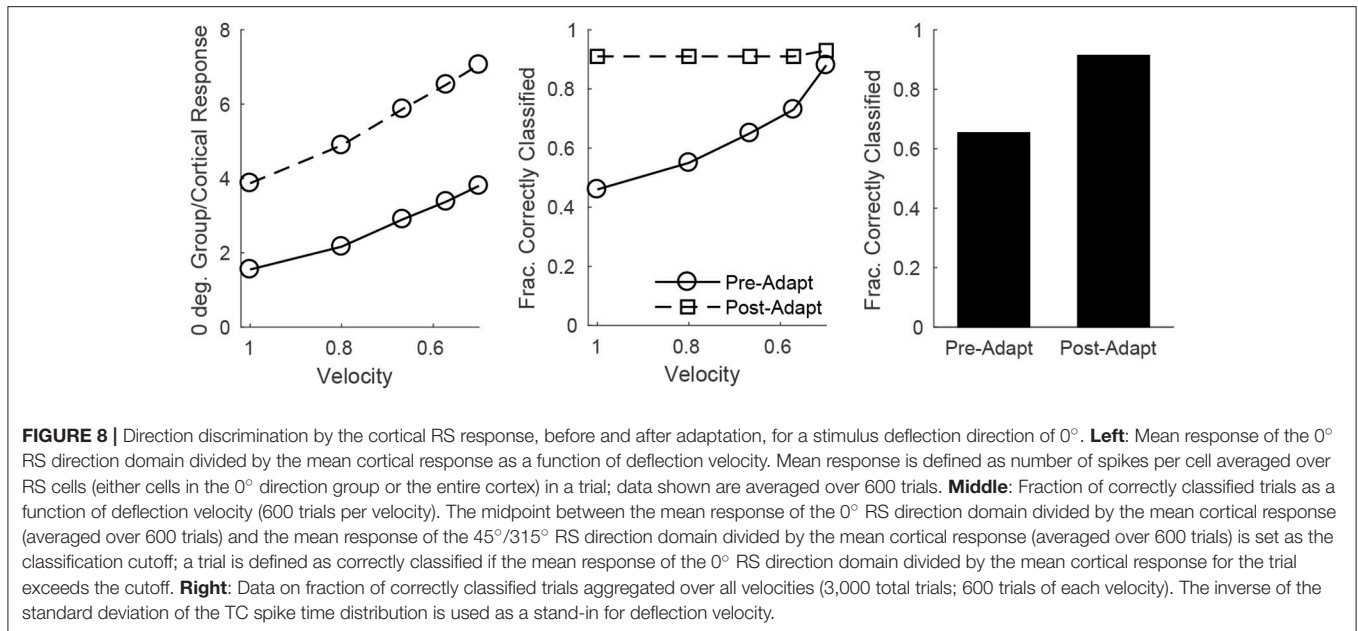 0 deg. Group/Cortical Response
8
6
4
2
0
1
0.8
0.6
Velocity
Frac. Correctly Classified
1
0.8
0.6
0.4
0.2
0
Pre-Adapt
Post-Adapt
1
0.8
0.6
Velocity
Frac. Correctly Classified
1
0.8
0.6
0.4
0.2
0
Pre-Adapt Post-Adapt
FIGURE 8 | Direction discrimination by the cortical RS response, before and after adaptation, for a stimulus deflection direction of 0°. Left: Mean response of the 0°
RS direction domain divided by the mean cortical response as a function of deflection velocity. Mean response is defined as number of spikes per cell averaged over
RS cells (either cells in the 0° direction group or the entire cortex) in a trial; data shown are averaged over 600 trials. Middle: Fraction of correctly classified trials as a
function of deflection velocity (600 trials per velocity). The midpoint between the mean response of the 0° RS direction domain divided by the mean cortical response
(averaged over 600 trials) and the mean response of the 45°/315° RS direction domain divided by the mean cortical response (averaged over 600 trials) is set as the
classification cutoff; a trial is defined as correctly classified if the mean response of the 0° RS direction domain divided by the mean cortical response for the trial
exceeds the cutoff. Right: Data on fraction of correctly classified trials aggregated over all velocities (3,000 total trials; 600 trials of each velocity). The inverse of the
standard deviation of the TC spike time distribution is used as a stand-in for deflection velocity.